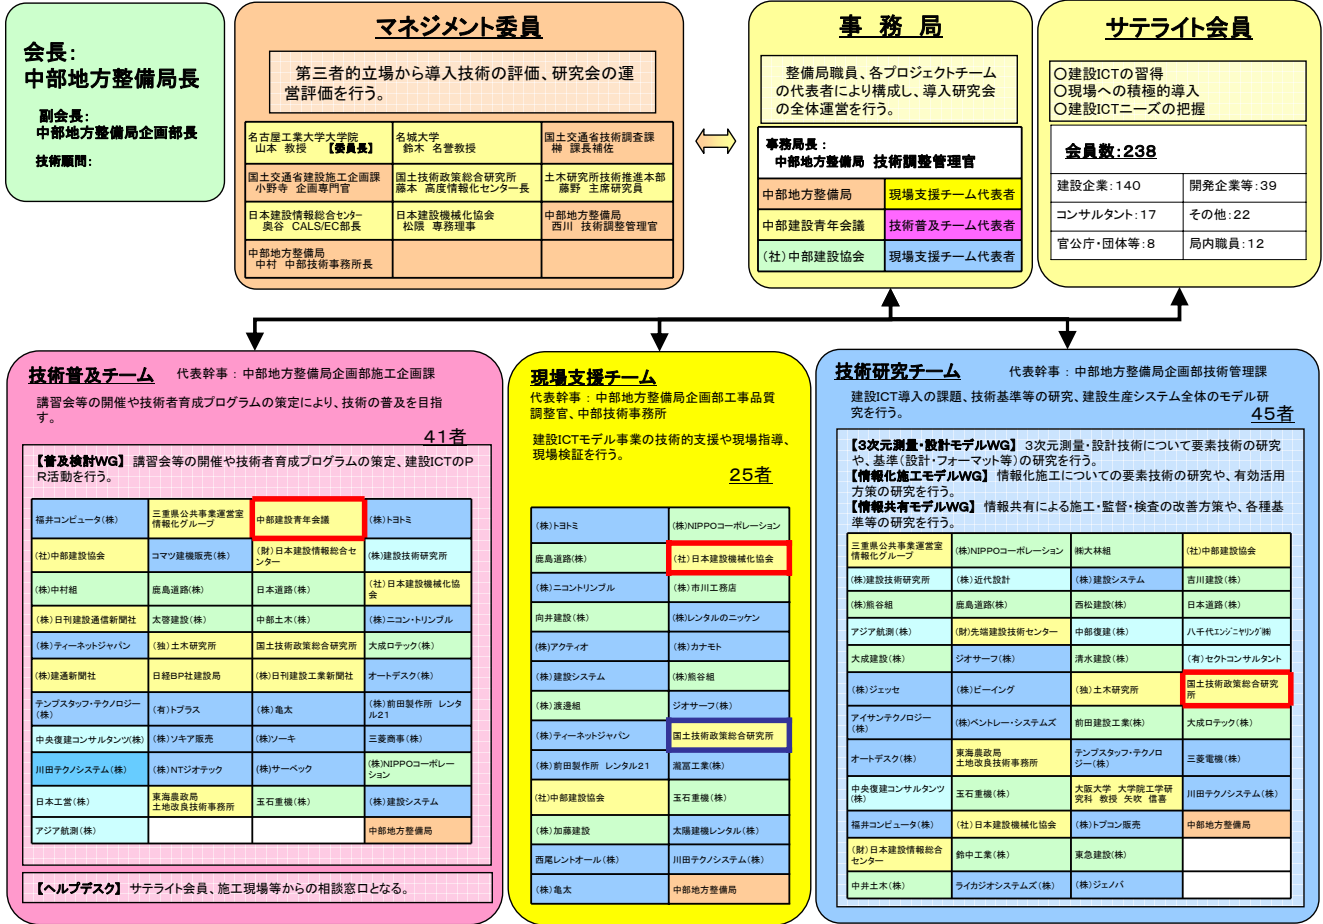 会長：
中部地方整備局長
副会長：
中部地方整備局企画部長
技術顧問：
マネジメント委員
第三者的立場から導入技術の評価、研究会の運
営評価を行う。
名古屋工業大学大学院
山本 教授 【委員長】
名城大学
鈴木 名誉教授
国土交通省技術調査課
榊 課長補佐
国土交通省建設施工企画課
小野寺 企画専門官
国土技術政策総合研究所
藤本 高度情報化センター長
土木研究所技術推進本部
藤野 主席研究員
日本建設情報総合センター
奥谷 CALS/EC部長
日本建設機械化協会
松隈 専務理事
中部地方整備局
西川 技術調整管理官
中部地方整備局
中村 中部技術事務所長
事 務 局
整備局職員、各プロジェクトチーム
の代表者により構成し、導入研究会
の全体運営を行う。
事務局長：
中部地方整備局 技術調整管理官
中部地方整備局 現場支援チーム代表者
中部建設青年会議 技術普及チーム代表者
(社)中部建設協会 現場支援チーム代表者
サテライト会員
○建設ICTの習得
○現場への積極的導入
○建設ICTニーズの把握
会員数：238
建設企業：140 開発企業等：39
コンサルタント：17 その他：22
官公庁・団体等：8 局内職員：12
技術普及チーム 代表幹事：中部地方整備局企画部施工企画課
講習会等の開催や技術者育成プログラムの策定により、技術の普及を目指
す。
41者
【普及検討WG】 講習会等の開催や技術者育成プログラムの策定、建設ICTのP
R活動を行う。
福井コンピュータ(株)
三重県公共事業運営室
情報化グループ
中部建設青年会議
(株)トヨトミ
(社)中部建設協会
コマツ建機販売(株)
(財)日本建設情報総合セ
ンター
(株)建設技術研究所
(株)中村組
鹿島道路(株)
日本道路(株)
(社)日本建設機械化協
会
(株)日刊建設通信新聞社
太啓建設(株)
中部土木(株)
(株)ニコン・トリンブル
(株)ティーネットジャパン
(独)土木研究所
国土技術政策総合研究所
大成ロテック(株)
(株)建通新聞社
日経BP社建設局
(株)日刊建設工業新聞社
オートデスク(株)
テンプスタッフ・テクノロジー
(株)
(有)トプラス
(株)亀太
(株)前田製作所 レンタ
ル21
中央復建コンサルタンツ(株)
(株)ソキア販売
(株)ソーキ
三菱商事(株)
川田テクノシステム(株)
(株)NTジオテック
(株)サーベック
(株)NIPPOコーポレー
ション
日本工営(株)
東海農政局
土地改良技術事務所
玉石重機(株)
(株)建設システム
アジア航測(株)
中部地方整備局
【ヘルプデスク】 サテライト会員、施工現場等からの相談窓口となる。
現場支援チーム
代表幹事：中部地方整備局企画部工事品質
調整官、中部技術事務所
建設ICTモデル事業の技術的支援や現場指導、
現場検証を行う。
25者
(株)トヨトミ
(株)NIPPOコーポレーション
鹿島道路(株)
(社)日本建設機械化協会
(株)ニコントリンブル
(株)市川工務店
向井建設(株)
(株)レンタルのニッケン
(株)アクティオ
(株)カナモト
(株)建設システム
(株)熊谷組
(株)渡邊組
ジオサーフ(株)
(株)ティーネットジャパン
国土技術政策総合研究所
(株)前田製作所 レンタル21
瀧冨工業(株)
(社)中部建設協会
玉石重機(株)
(株)加藤建設
太陽建機レンタル(株)
西尾レントオール(株)
川田テクノシステム(株)
(株)亀太
中部地方整備局
技術研究チーム 代表幹事：中部地方整備局企画部技術管理課
建設ICT導入の課題、技術基準等の研究、建設生産システム全体のモデル研
究を行う。
45者
【3次元測量・設計モデルWG】 3次元測量・設計技術について要素技術の研究
や、基準(設計・フォーマット等)の研究を行う。
【情報化施工モデルWG】 情報化施工についての要素技術の研究や、有効活用
方策の研究を行う。
【情報共有モデルWG】 情報共有による施工・監督・検査の改善方策や、各種基
準等の研究を行う。
三重県公共事業運営室
情報化グループ
(株)NIPPOコーポレーション
㈱大林組
(社)中部建設協会
(株)建設技術研究所
(株)近代設計
(株)建設システム
吉川建設(株)
(株)熊谷組
鹿島道路(株)
西松建設(株)
日本道路(株)
アジア航測(株)
(財)先端建設技術センター
中部復建(株)
八千代エンジニヤリング㈱
大成建設(株)
ジオサーフ(株)
清水建設(株)
(有)セクトコンサルタント
(株)ジェッセ
(株)ビーイング
(独)土木研究所
国土技術政策総合研究
所
アイサンテクノロジー
(株)
(株)ベントレー・システムズ
前田建設工業(株)
大成ロテック(株)
オートデスク(株)
東海農政局
土地改良技術事務所
テンプスタッフ・テクノロ
ジー(株)
三菱電機(株)
中央復建コンサルタンツ
(株)
玉石重機(株)
大阪大学 大学院工学研
究科 教授 矢吹 信喜
川田テクノシステム(株)
福井コンピュータ(株)
(社)日本建設機械化協会
(株)トプコン販売
中部地方整備局
(財)日本建設情報総合
センター
鈴中工業(株)
東急建設(株)
中井土木(株)
ライカジオシステムズ(株)
(株)ジェノバ